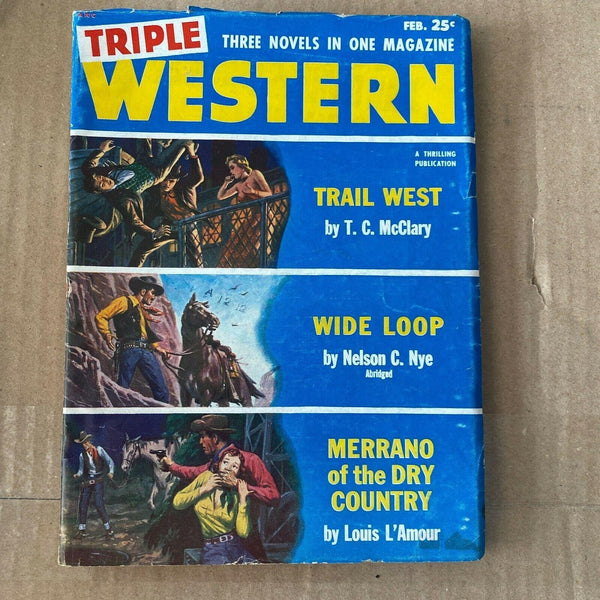 FEB. 25¢
TRIPLE
THREE NOVELS IN ONE MAGAZINE
WESTERN
A THRILLING
PUBLICATION
TRAIL WEST
by T. C. McClary
WIDE LOOP
by Nelson C. Nye
Abridged
MERRANO
of the DRY
COUNTRY
by Louis L'Amour